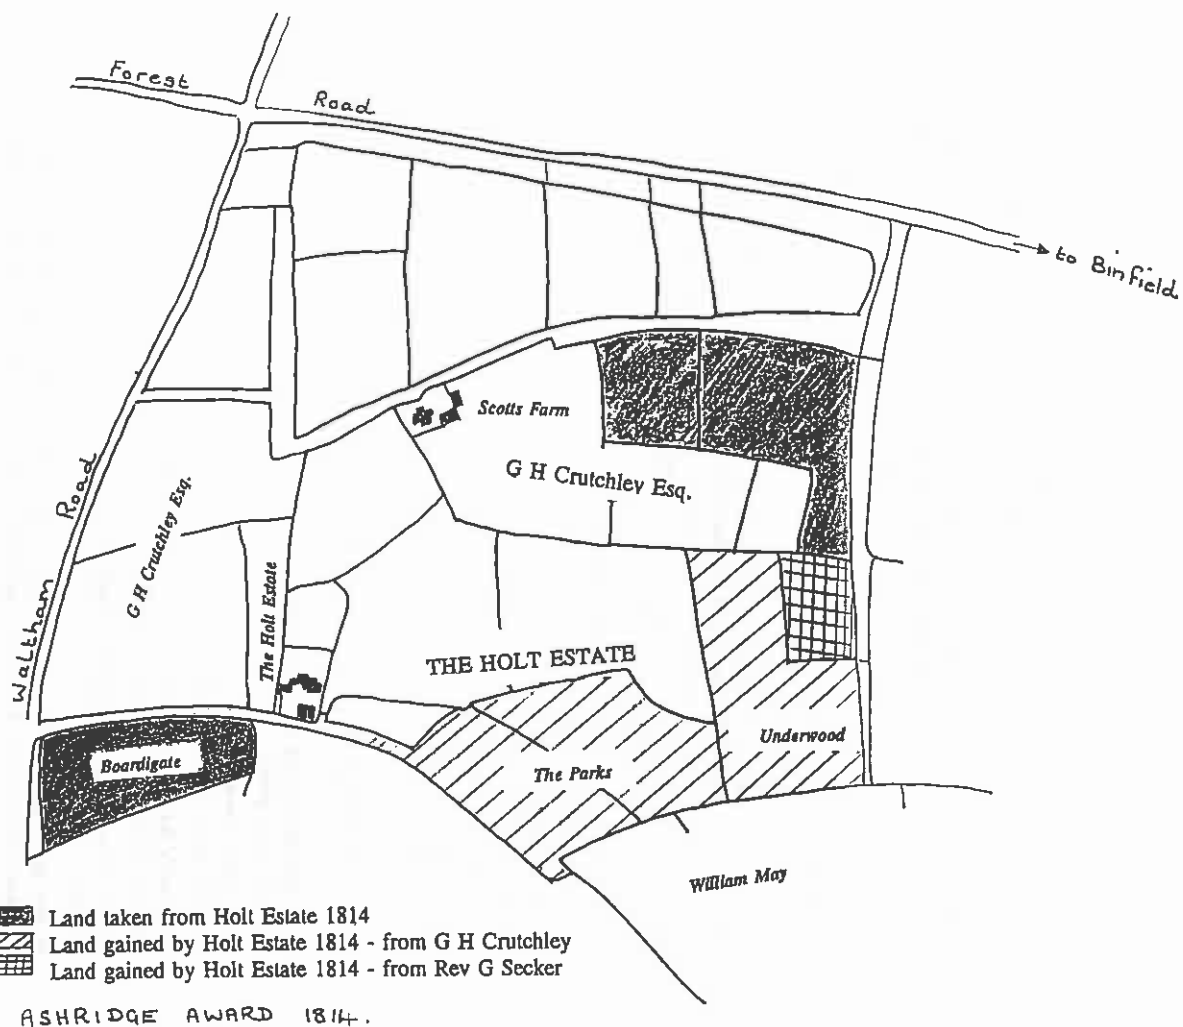 Forest Road
to Binfield
Scotts Farm
G H Crutchley Esq.
Waltham Road
G H Crutchley Esq.
The Holt Estate
THE HOLT ESTATE
Underwood
Boardigate
The Parks
William May
Land taken from Holt Estate 1814
Land gained by Holt Estate 1814 - from G H Crutchley
Land gained by Holt Estate 1814 - from Rev G Secker
ASHRIDGE AWARD 1814.